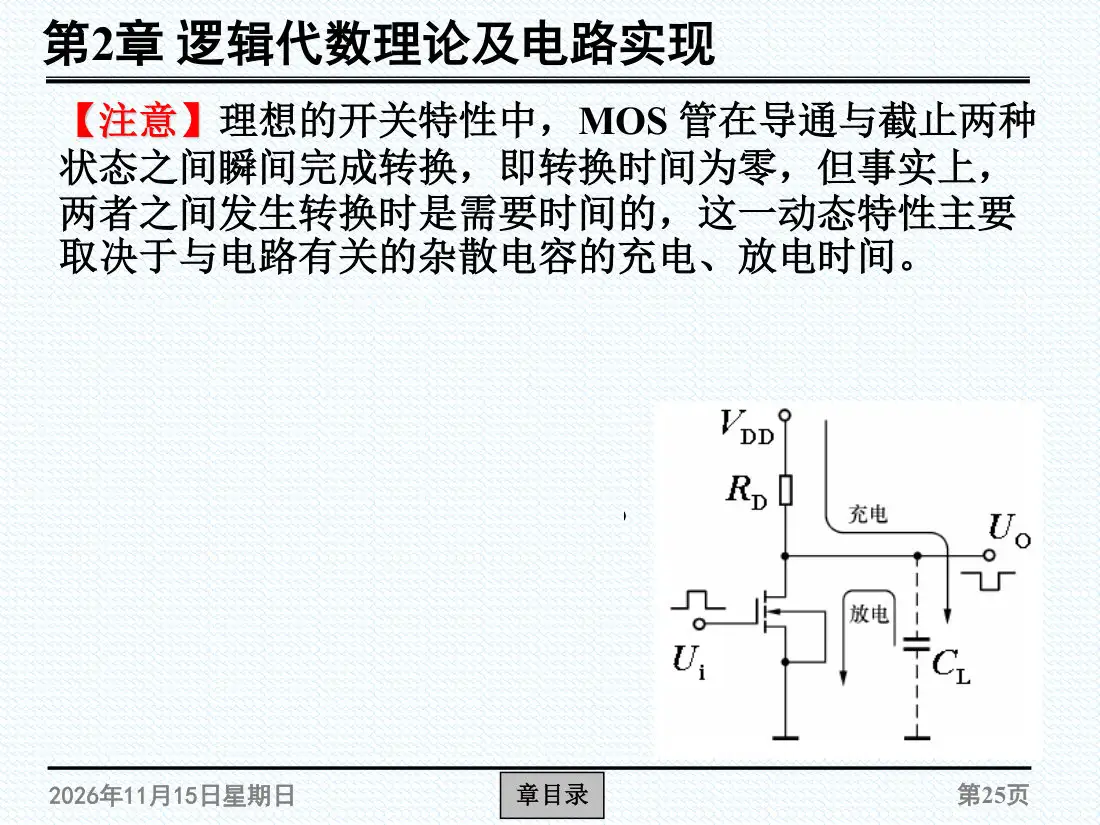 第2章 逻辑代数理论及电路实现
【注意】理想的开关特性中，MOS 管在导通与截止两种
状态之间瞬间完成转换，即转换时间为零，但事实上，
两者之间发生转换时是需要时间的，这一动态特性主要
取决于与电路有关的杂散电容的充电、放电时间。
VDD
RD
充电
UO
放电
Ui
CL
2026年11月15日星期日
章目录
第25页